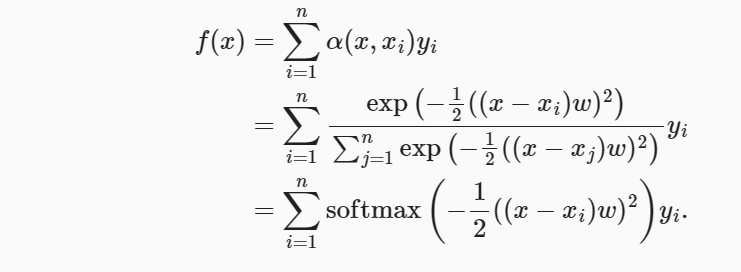 f(x) = \sum_{i=1}^{n} \alpha(x, x_i) y_i
= \sum_{i=1}^{n} \frac{\exp\left(-\frac{1}{2}((x - x_i)w)^2\right)}{\sum_{j=1}^{n} \exp\left(-\frac{1}{2}((x - x_j)w)^2\right)} y_i
= \sum_{i=1}^{n} \text{softmax}\left(-\frac{1}{2}((x - x_i)w)^2\right) y_i.